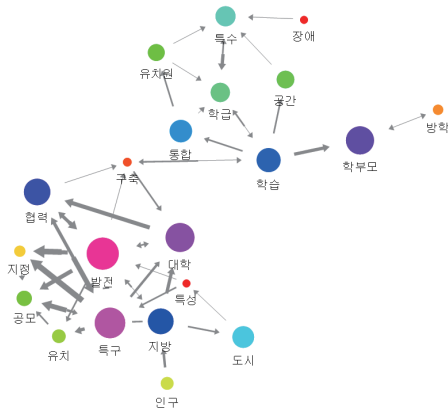 특수
장애
유치원
학급
공간
방학
통합
학부모
구축
학습
협력
대학
지정
발전
특성
공모
특구
지방
유치
도시
인구